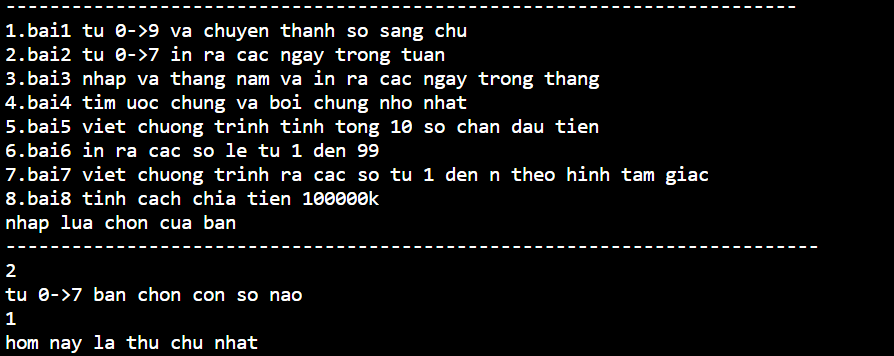 ------------------------------------------------------------------------
1.bai1 tu 0->9 va chuyen thanh so sang chu
2.bai2 tu 0->7 in ra cac ngay trong tuan
3.bai3 nhap va thang nam va in ra cac ngay trong thang
4.bai4 tim uoc chung va boi chung nho nhat
5.bai5 viet chuong trinh tinh tong 10 so chan dau tien
6.bai6 in ra cac so le tu 1 den 99
7.bai7 viet chuong trinh ra cac so tu 1 den n theo hinh tam giac
8.bai8 tinh cach chia tien 100000k
nhap lua chon cua ban
--------------------------------------------------------------------------
2
tu 0->7 ban chon con so nao
1
hom nay la thu chu nhat